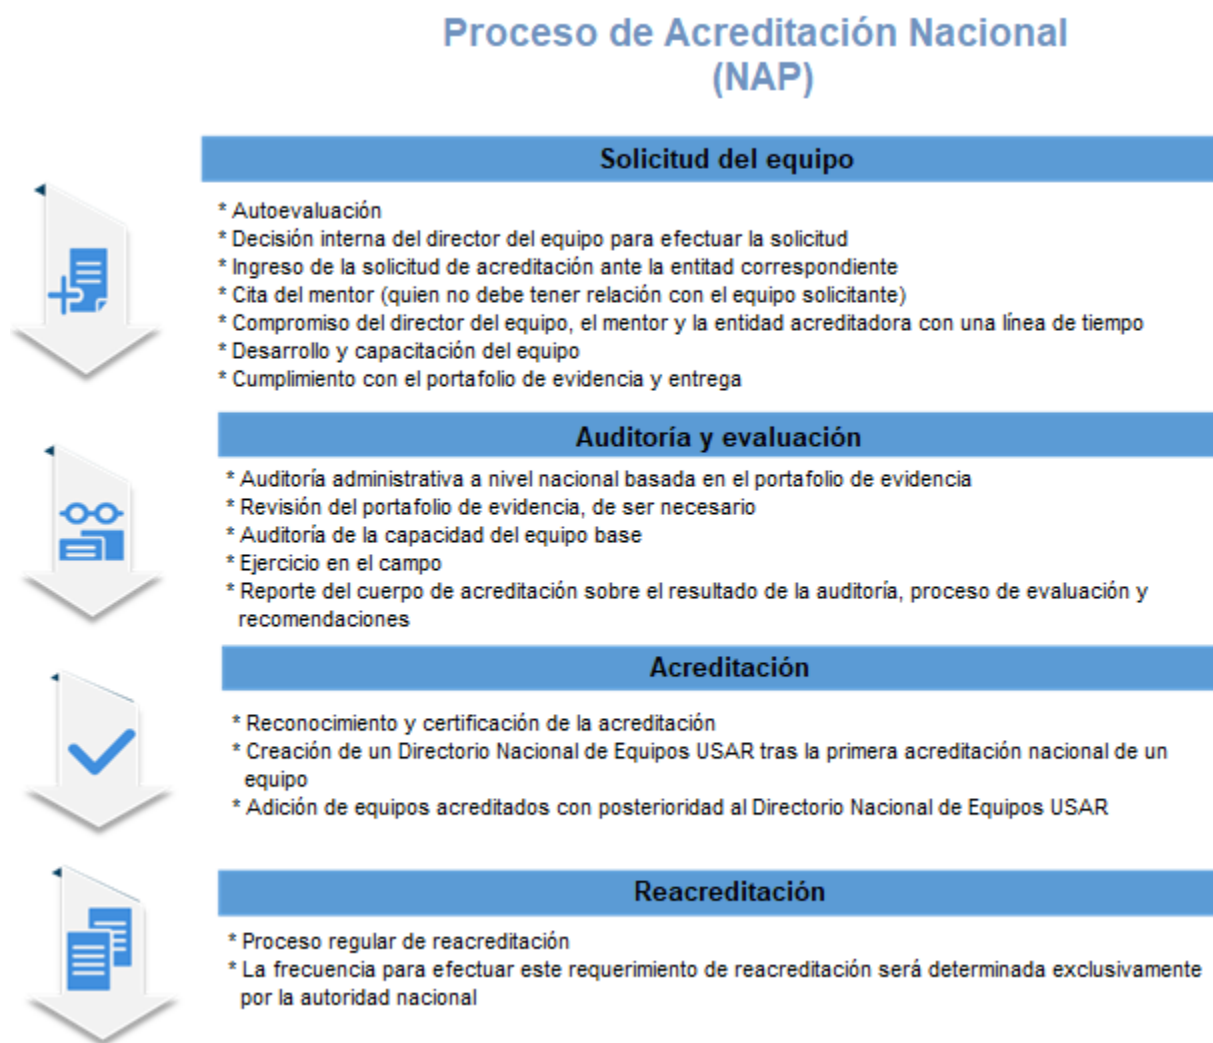 Proceso de Acreditación Nacional
(NAP)
Solicitud del equipo
* Autoevaluación
* Decisión interna del director del equipo para efectuar la solicitud
* Ingreso de la solicitud de acreditación ante la entitad correspondiente
* Cita del mentor (quien no debe tener relación con el equipo solicitante)
* Compromiso del director del equipo, el mentor y la entidad acreditadora con una línea de tiempo
* Desarrollo y capacitación del equipo
* Cumplimiento con el portafolio de evidencia y entrega
Auditoría y evaluación
* Auditoría administrativa a nivel nacional basada en el portafolio de evidencia
* Revisión del portafolio de evidencia, de ser necesario
* Auditoría de la capacidad del equipo base
* Ejercicio en el campo
* Reporte del cuerpo de acreditación sobre el resultado de la auditoría, proceso de evaluación y
recomendaciones
Acreditación
* Reconocimiento y certificación de la acreditación
* Creación de un Directorio Nacional de Equipos USAR tras la primera acreditación nacional de un
equipo
* Adición de equipos acreditados con posterioridad al Directorio Nacional de Equipos USAR
Reacreditación
* Proceso regular de reacreditación
* La frecuencia para efectuar este requerimiento de reacreditación será determinada exclusivamente
por la autoridad nacional